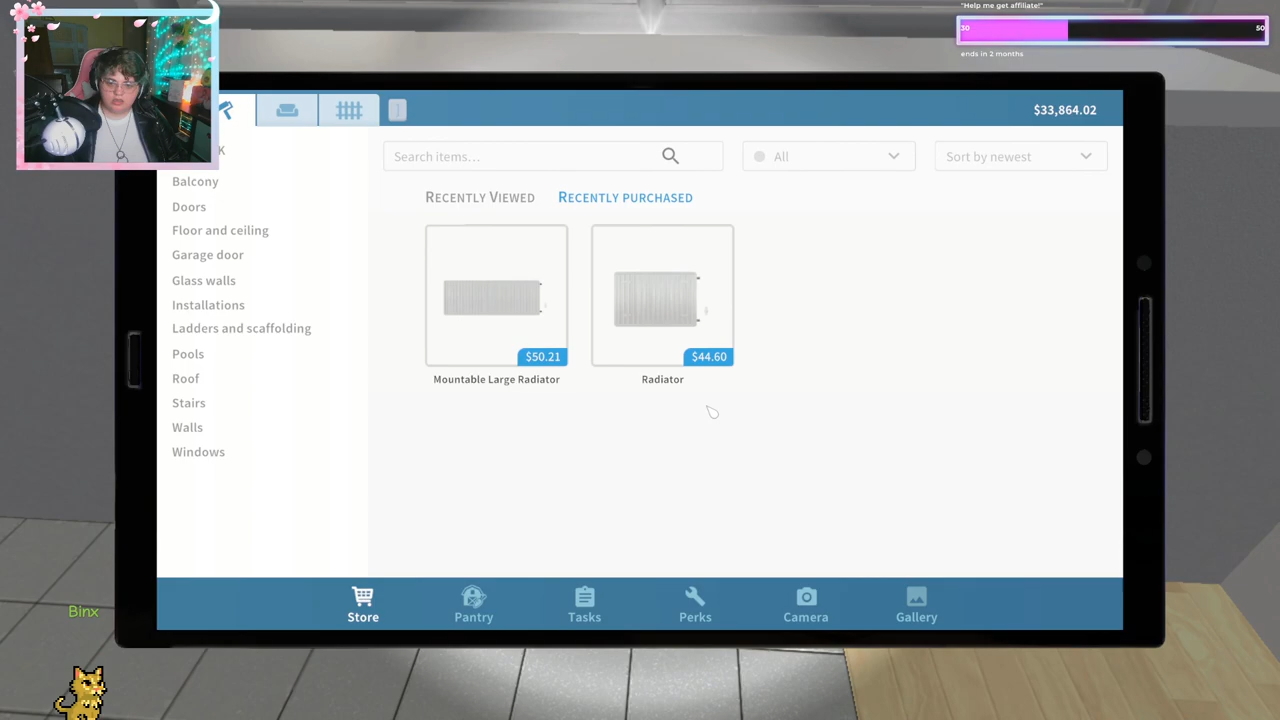 "Help me get affiliate!"
30
50
ends in 2 months
$33,864.02
K
Search items...
All
Sort by newest
Balcony
Doors
Floor and ceiling
Garage door
Glass walls
Installations
Ladders and scaffolding
Pools
Roof
Stairs
Walls
Windows
RECENTLY VIEWED
RECENTLY PURCHASED
$50.21
$44.60
Mountable Large Radiator
Radiator
Store
Pantry
Tasks
Perks
Camera
Gallery
Binx